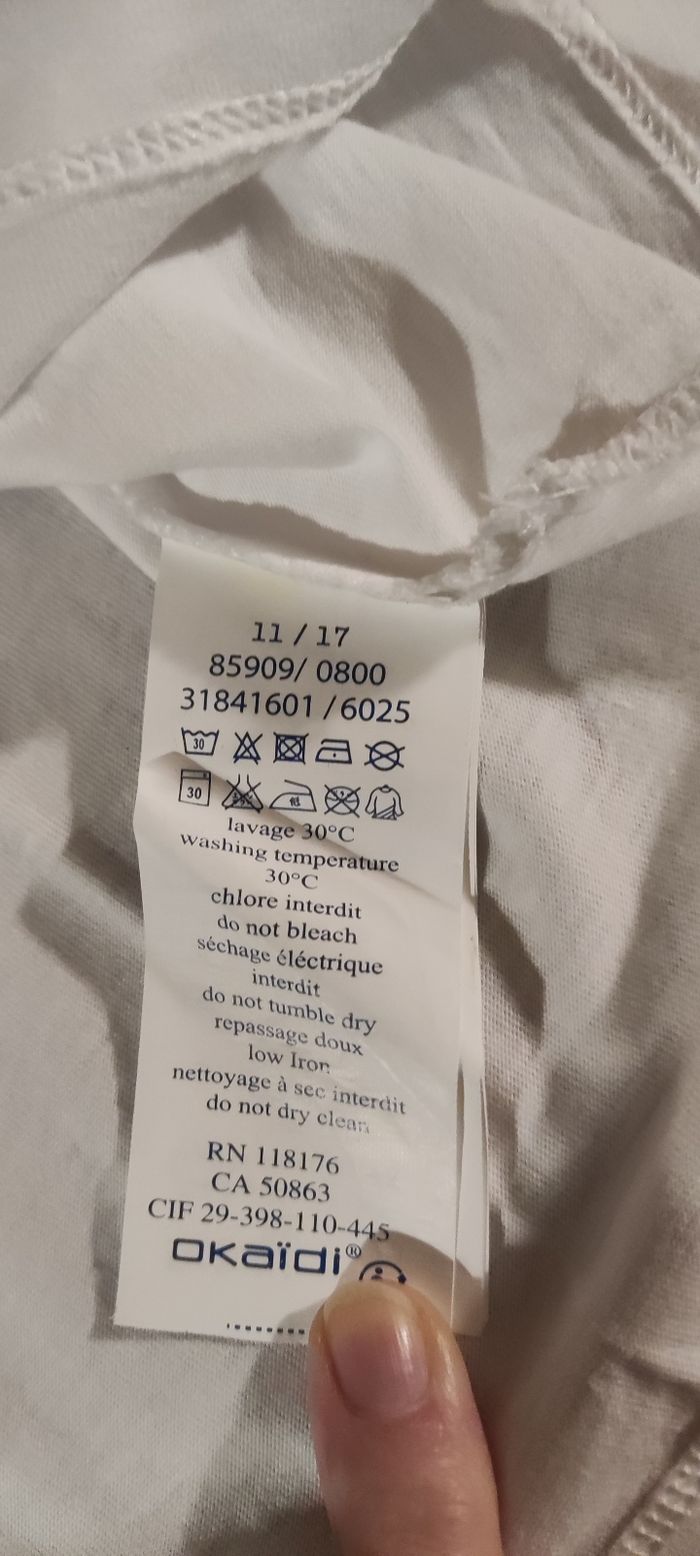 11 / 17
85909/ 0800
31841601 / 6025
30
30
lavage 30°C
washing temperature
30°C
chlore interdit
do not bleach
séchage éléctrique
interdit
do not tumble dry
repassage doux
low Iron
nettoyage à sec interdit
do not dry clean
RN 118176
CA 50863
CIF 29-398-110-445
okaïdi®